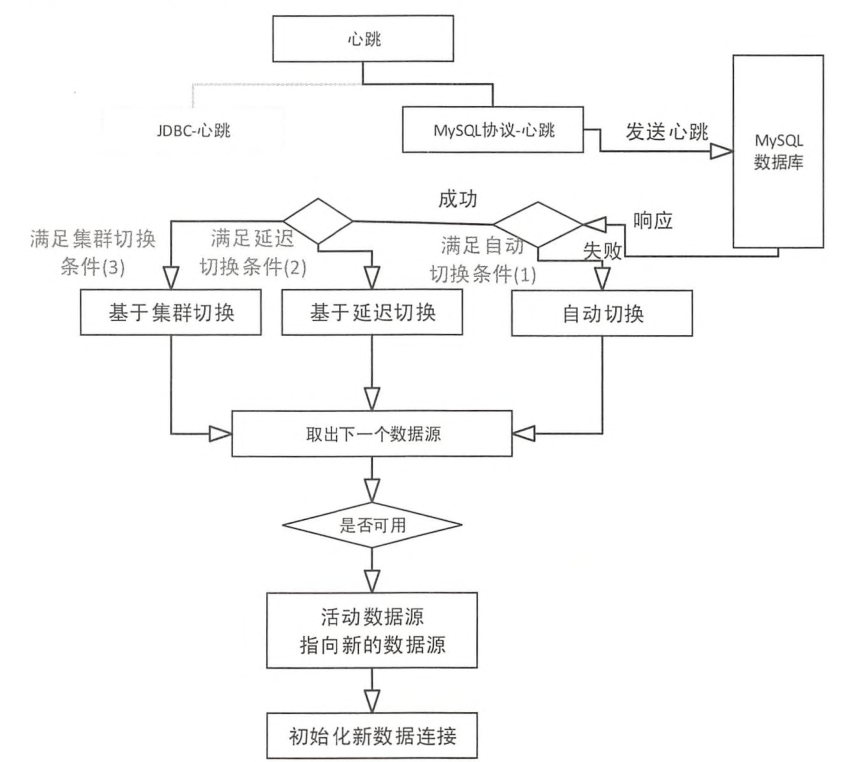 心跳
JDBC-心跳
MySQL协议-心跳
发送心跳
MySQL
数据库
成功
响应
失败
满足集群切换
条件(3)
满足延迟
切换条件(2)
满足自动
切换条件(1)
基于集群切换
基于延迟切换
自动切换
取出下一个数据源
是否可用
活动数据源
指向新的数据源
初始化新数据连接